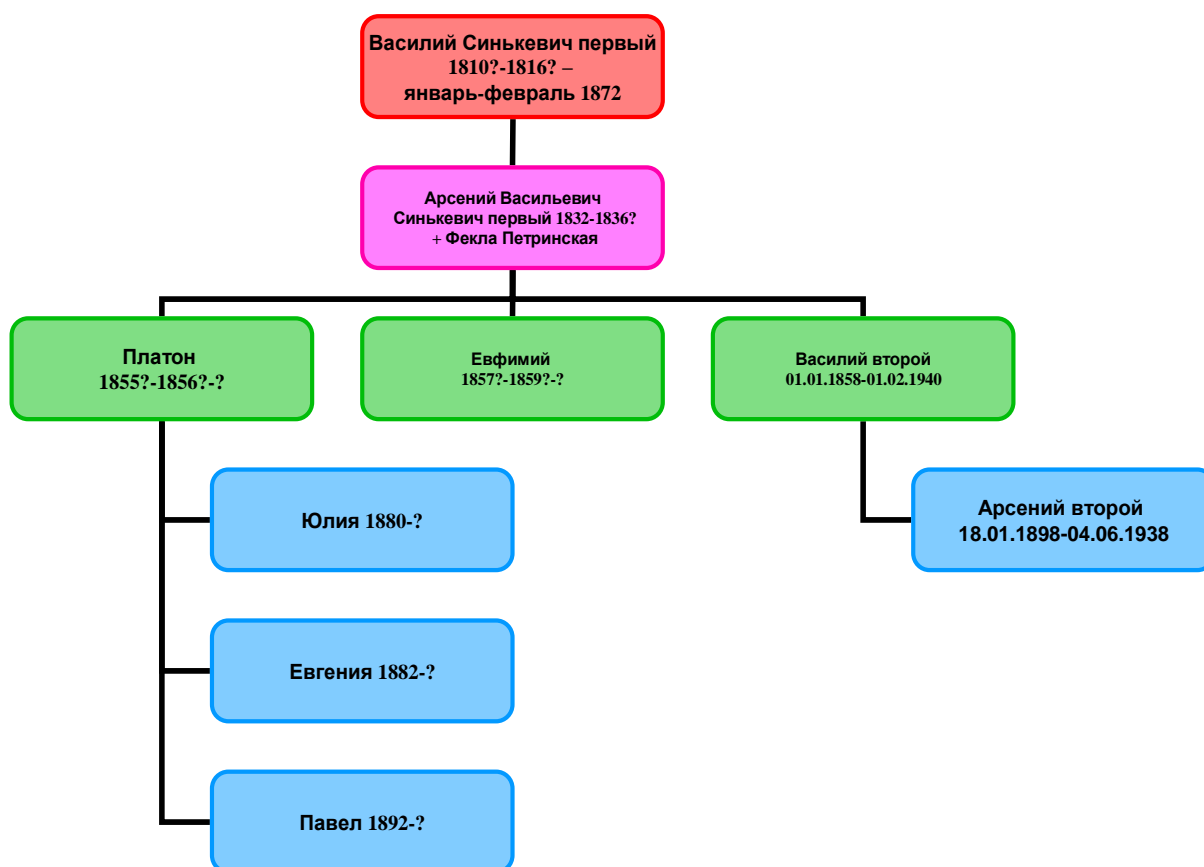 Василий Синькевич первый
1810?-1816? –
январь-февраль 1872
Арсений Васильевич
Синькевич первый 1832-1836?
+ Фекла Петринская
Платон
1855?-1856?-?
Евфимий
1857?-1859?-?
Василий второй
01.01.1858-01.02.1940
Юлия 1880-?
Арсений второй
18.01.1898-04.06.1938
Евгения 1882-?
Павел 1892-?